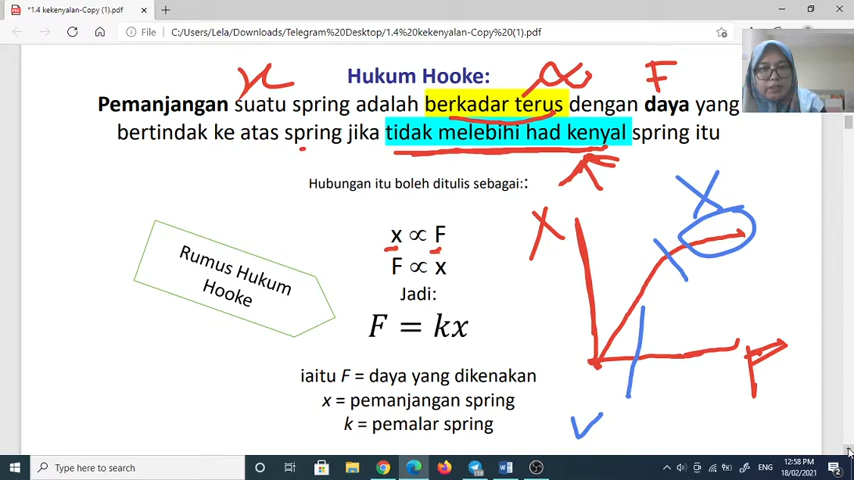 *1.4 kekenyalan-Copy (1).pdf
File
C:/Users/Lela/Downloads/Telegram%20Desktop/1.4%20kekenyalan-Copy%20(1).pdf
x ∝ F
Hukum Hooke:
Pemanjangan suatu spring adalah berkadar terus dengan daya yang
bertindak ke atas spring jika tidak melebihi had kenyal spring itu
Hubungan itu boleh ditulis sebagai::
x ∝ F
F ∝ x
Jadi:
F = kx
iaitu F = daya yang dikenakan
x = pemanjangan spring
k = pemalar spring
Rumus Hukum
Hooke
X
F
Type here to search
ENG
12:58 PM
18/02/2021
2